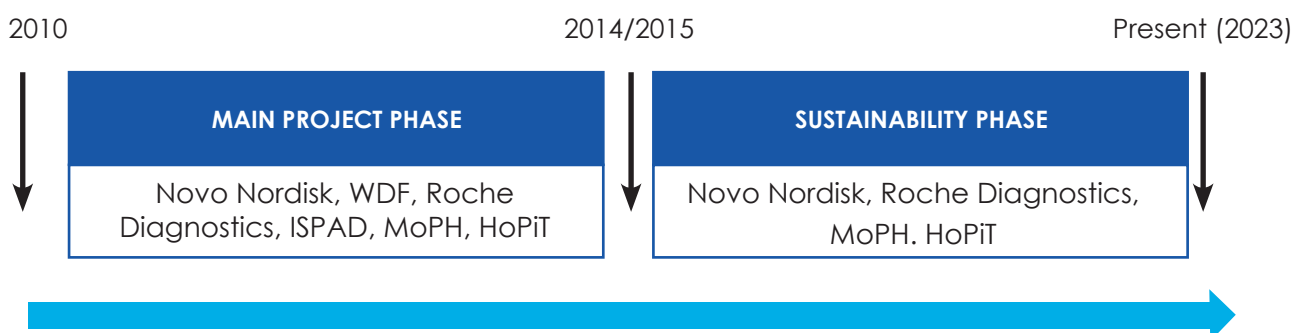 2010 2014/2015 Present (2023)
MAIN PROJECT PHASE
Novo Nordisk, WDF, Roche
Diagnostics, ISPAD, MoPH, HoPiT
SUSTAINABILITY PHASE
Novo Nordisk, Roche Diagnostics,
MoPH. HoPiT